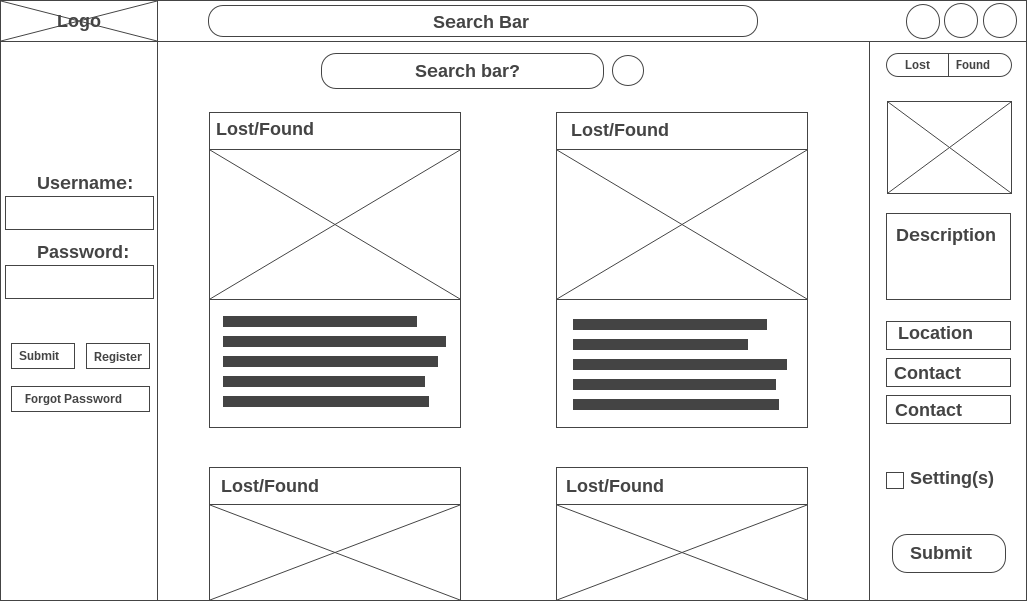 Logo
Search Bar
Search bar?
Lost
Found
Lost/Found
Lost/Found
Username:
Password:
Submit
Register
Forgot Password
Description
Location
Contact
Contact
Setting(s)
Submit
Lost/Found
Lost/Found